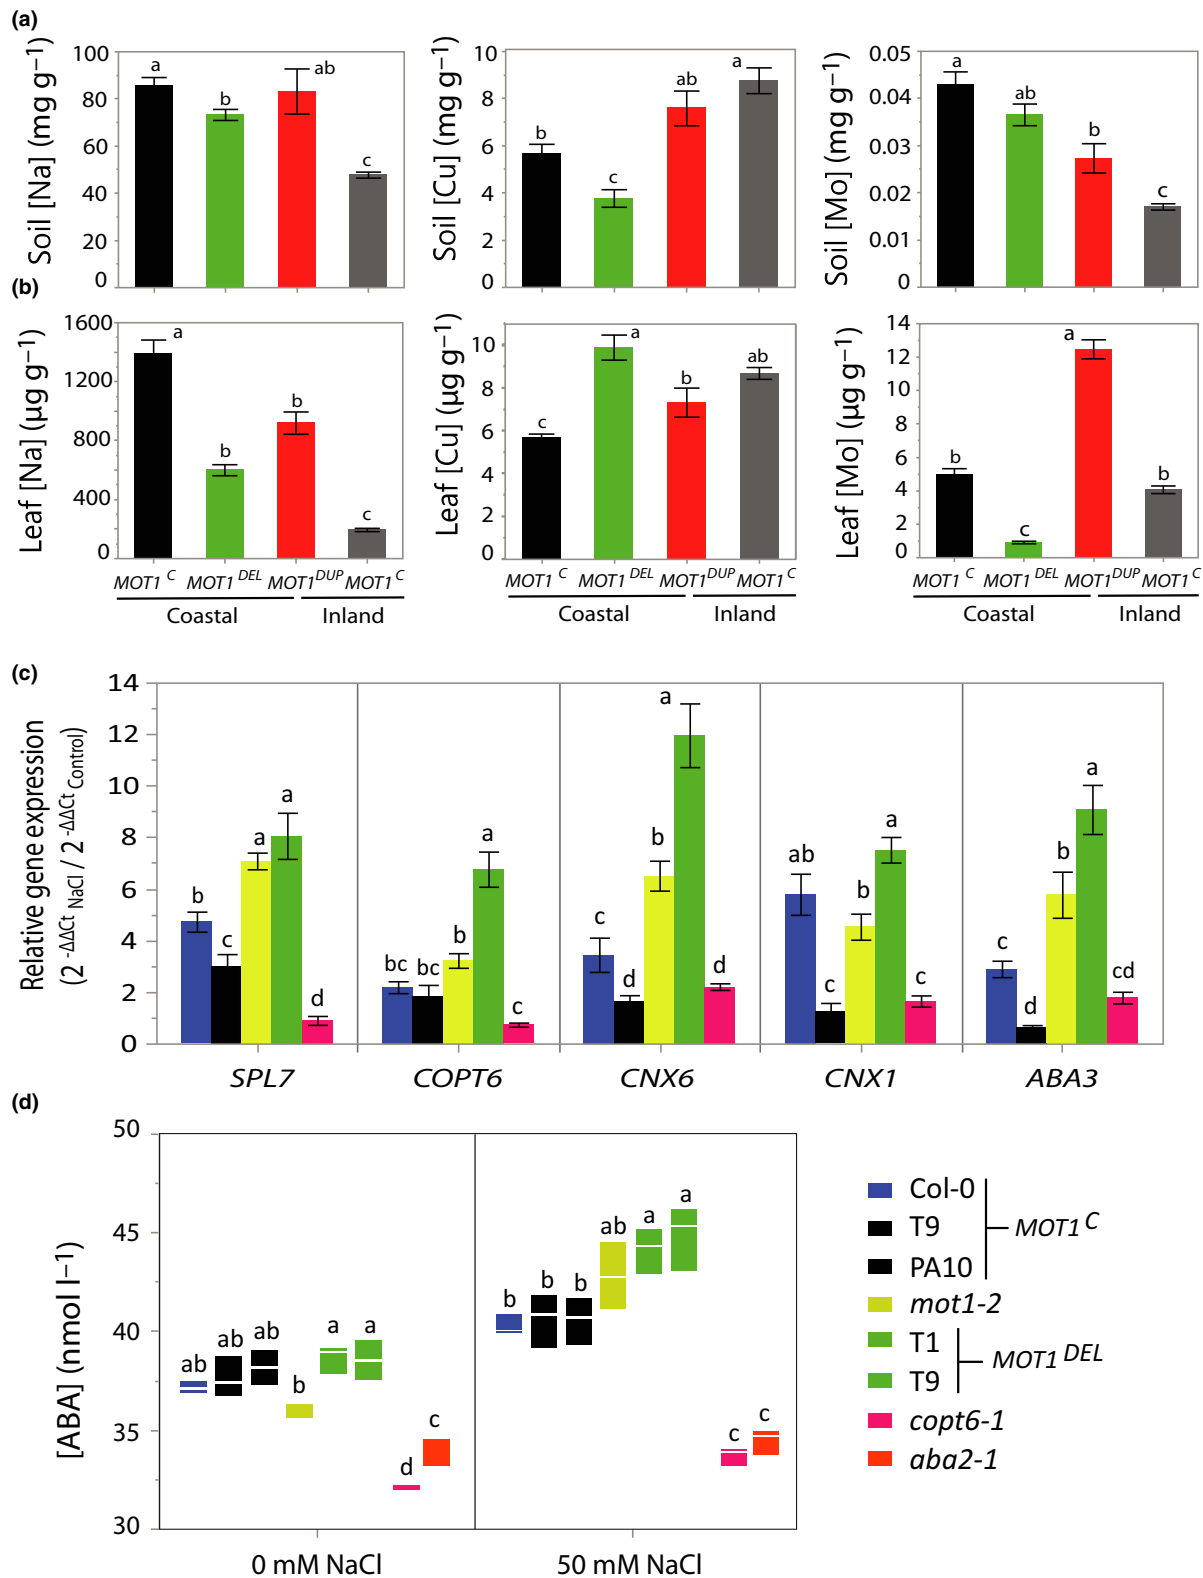 (a)
Soil [Na] (mg g⁻¹)
100
80
60
40
20
0
a
b
ab
c
Soil [Cu] (mg g⁻¹)
10
8
6
4
2
0
b
c
ab
a
Soil [Mo] (mg g⁻¹)
0.05
0.04
0.03
0.02
0.01
0
a
ab
b
c
(b)
Leaf [Na] (µg g⁻¹)
1600
1200
800
400
0
a
b
b
c
MOT1 C
MOT1 DEL
MOT1 DUP
MOT1 C
Coastal
Inland
Leaf [Cu] (µg g⁻¹)
10
8
6
4
2
0
c
a
b
ab
MOT1 C
MOT1 DEL
MOT1 DUP
MOT1 C
Coastal
Inland
Leaf [Mo] (µg g⁻¹)
14
12
10
8
6
4
2
0
b
c
a
b
MOT1 C
MOT1 DEL
MOT1 DUP
MOT1 C
Coastal
Inland
(c)
Relative gene expression
(2 -ΔΔCt NaCl / 2 -ΔΔCt Control)
14
12
10
8
6
4
2
0
b
c
a
a
d
bc
bc
b
a
c
c
d
b
a
d
ab
c
b
a
c
c
d
b
a
cd
SPL7
COPT6
CNX6
CNX1
ABA3
(d)
[ABA] (nmol l⁻¹)
50
45
40
35
30
ab
ab
ab
b
a
a
d
c
b
b
b
ab
a
a
c
c
0 mM NaCl
50 mM NaCl
Col-0
T9
PA10
MOT1 C
mot1-2
T1
T9
MOT1 DEL
copt6-1
aba2-1